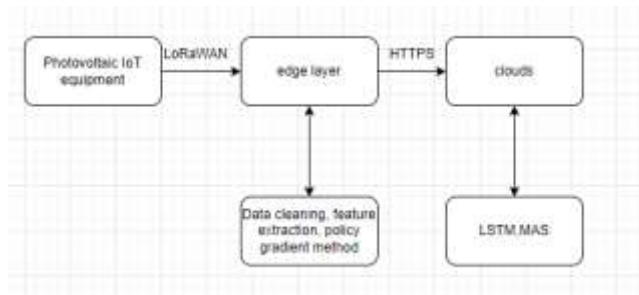 Photovoltaic IoT
equipment
LoRaWAN
edge layer
HTTPS
clouds
Data cleaning, feature
extraction, policy
gradient method
LSTM,MAS